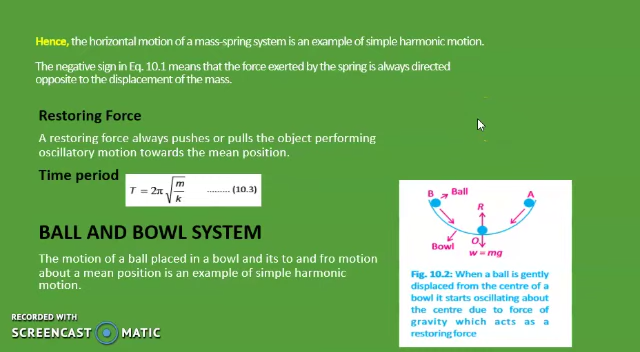 Hence, the horizontal motion of a mass-spring system is an example of simple harmonic motion.
The negative sign in Eq. 10.1 means that the force exerted by the spring is always directed
opposite to the displacement of the mass.
Restoring Force
A restoring force always pushes or pulls the object performing
oscillatory motion towards the mean position.
Time period
T = 2π √(m/k) ......... (10.3)
BALL AND BOWL SYSTEM
The motion of a ball placed in a bowl and its to and fro motion
about a mean position is an example of simple harmonic
motion.
B Ball A
R
Bowl O
w = mg
Fig. 10.2: When a ball is gently
displaced from the centre of a
bowl it starts oscillating about
the centre due to force of
gravity which acts as a
restoring force
RECORDED WITH
SCREENCAST MATIC